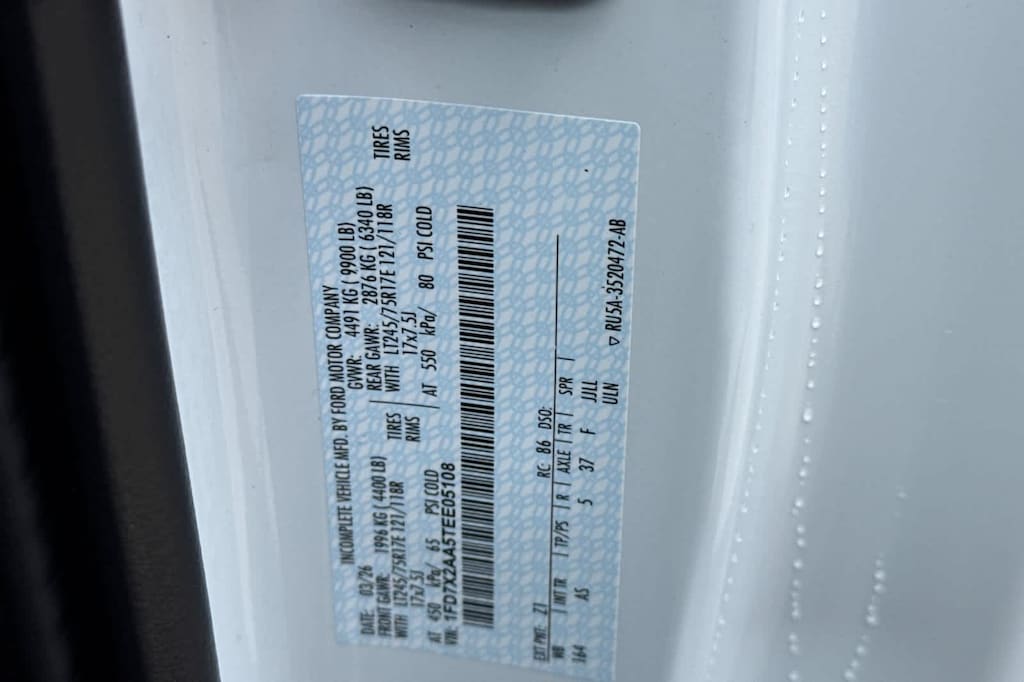 INCOMPLETE VEHICLE MFD. BY FORD MOTOR COMPANY
DATE: 03/26 GVWR: 4491 KG ( 9900 LB)
FRONT GAWR: 1996 KG ( 4400 LB) REAR GAWR: 2876 KG ( 6340 LB)
WITH LT245/75R17E 121/118R TIRES WITH LT245/75R17E 121/118R TIRES
17x7.5J RIMS 17x7.5J RIMS
AT 450 kPa/ 65 PSI COLD AT 550 kPa/ 80 PSI COLD
VIN: 1FD7X2AA5TEE05108
EXT PNT: Z1 RC: 86 DSO:
WB INT TR TP/PS R AXLE TR SPR
164 AS 5 37 F JJLL
ULN
▽ RU5A-3520472-AB